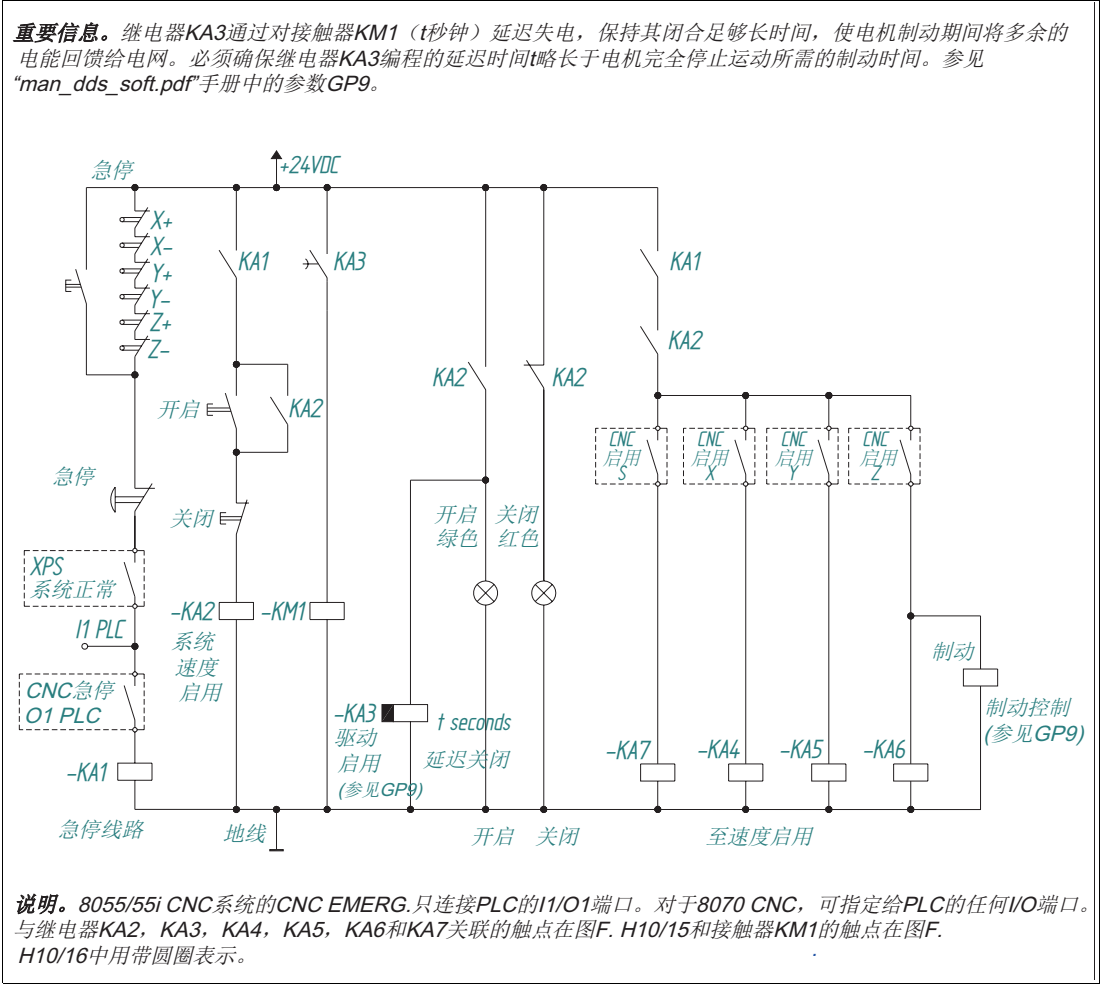 重要信息。继电器KA3通过对接触器KM1（t秒钟）延迟失电，保持其闭合足够长时间，使电机制动期间将多余的
电能回馈给电网。必须确保继电器KA3编程的延迟时间t略长于电机完全停止运动所需的制动时间。参见
“man_dds_soft.pdf”手册中的参数GP9。
急停
+24VDC
X+
X-
Y+
Y-
Z+
Z-
KA1
KA3
KA1
KA2
KA2
KA2
开启
KA2
CNC
启用
S
CNC
启用
X
CNC
启用
Y
CNC
启用
Z
急停
关闭
开启
绿色
关闭
红色
XPS
系统正常
-KA2
系统
速度
启用
-KM1
I1 PLC
制动
CNC急停
O1 PLC
-KA3
驱动
启用
(参见GP9)
t seconds
延迟关闭
制动控制
(参见GP9)
-KA1
-KA7
-KA4
-KA5
-KA6
急停线路
地线
开启
关闭
至速度启用
说明。8055/55i CNC系统的CNC EMERG.只连接PLC的I1/O1端口。对于8070 CNC，可指定给PLC的任何I/O端口。
与继电器KA2，KA3，KA4，KA5，KA6和KA7关联的触点在图F. H10/15和接触器KM1的触点在图F.
H10/16中用带圆圈表示。